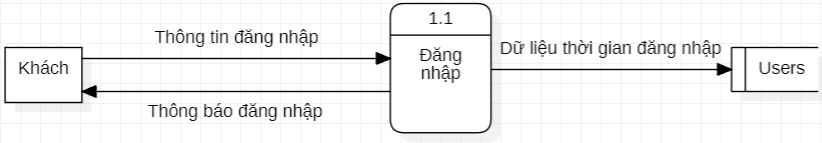 1.1
Thông tin đăng nhập
Khách
Đăng
nhập
Dữ liệu thời gian đăng nhập
Users
Thông báo đăng nhập